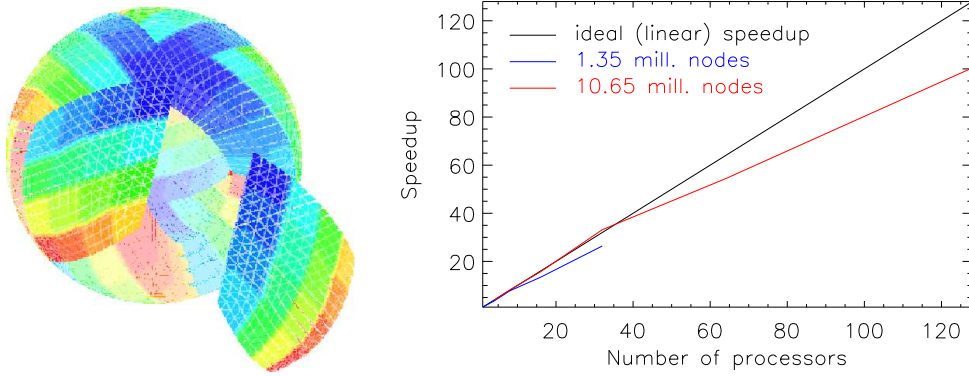 ideal (linear) speedup
1.35 mill. nodes
10.65 mill. nodes
Speedup
120
100
80
60
40
20
20 40 60 80 100 120
Number of processors